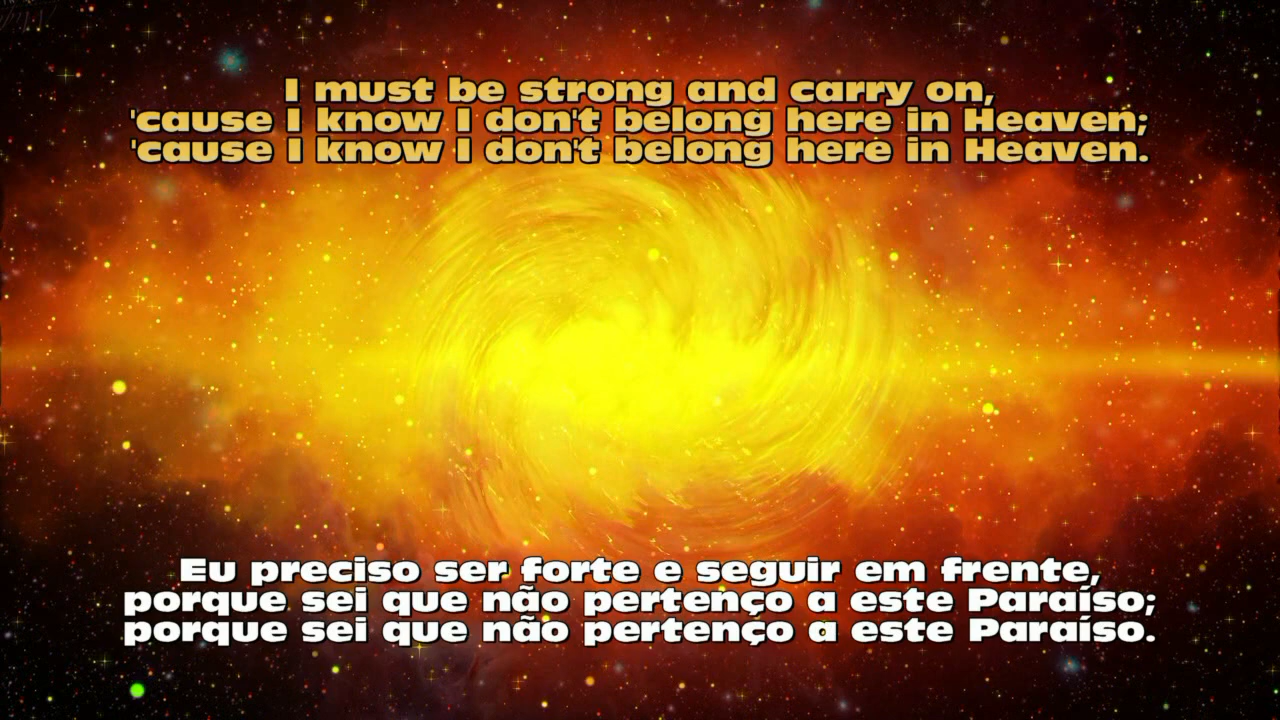 I must be strong and carry on,
'cause I know I don't belong here in Heaven;
'cause I know I don't belong here in Heaven.
Eu preciso ser forte e seguir em frente,
porque sei que não pertenço a este Paraíso;
porque sei que não pertenço a este Paraíso.